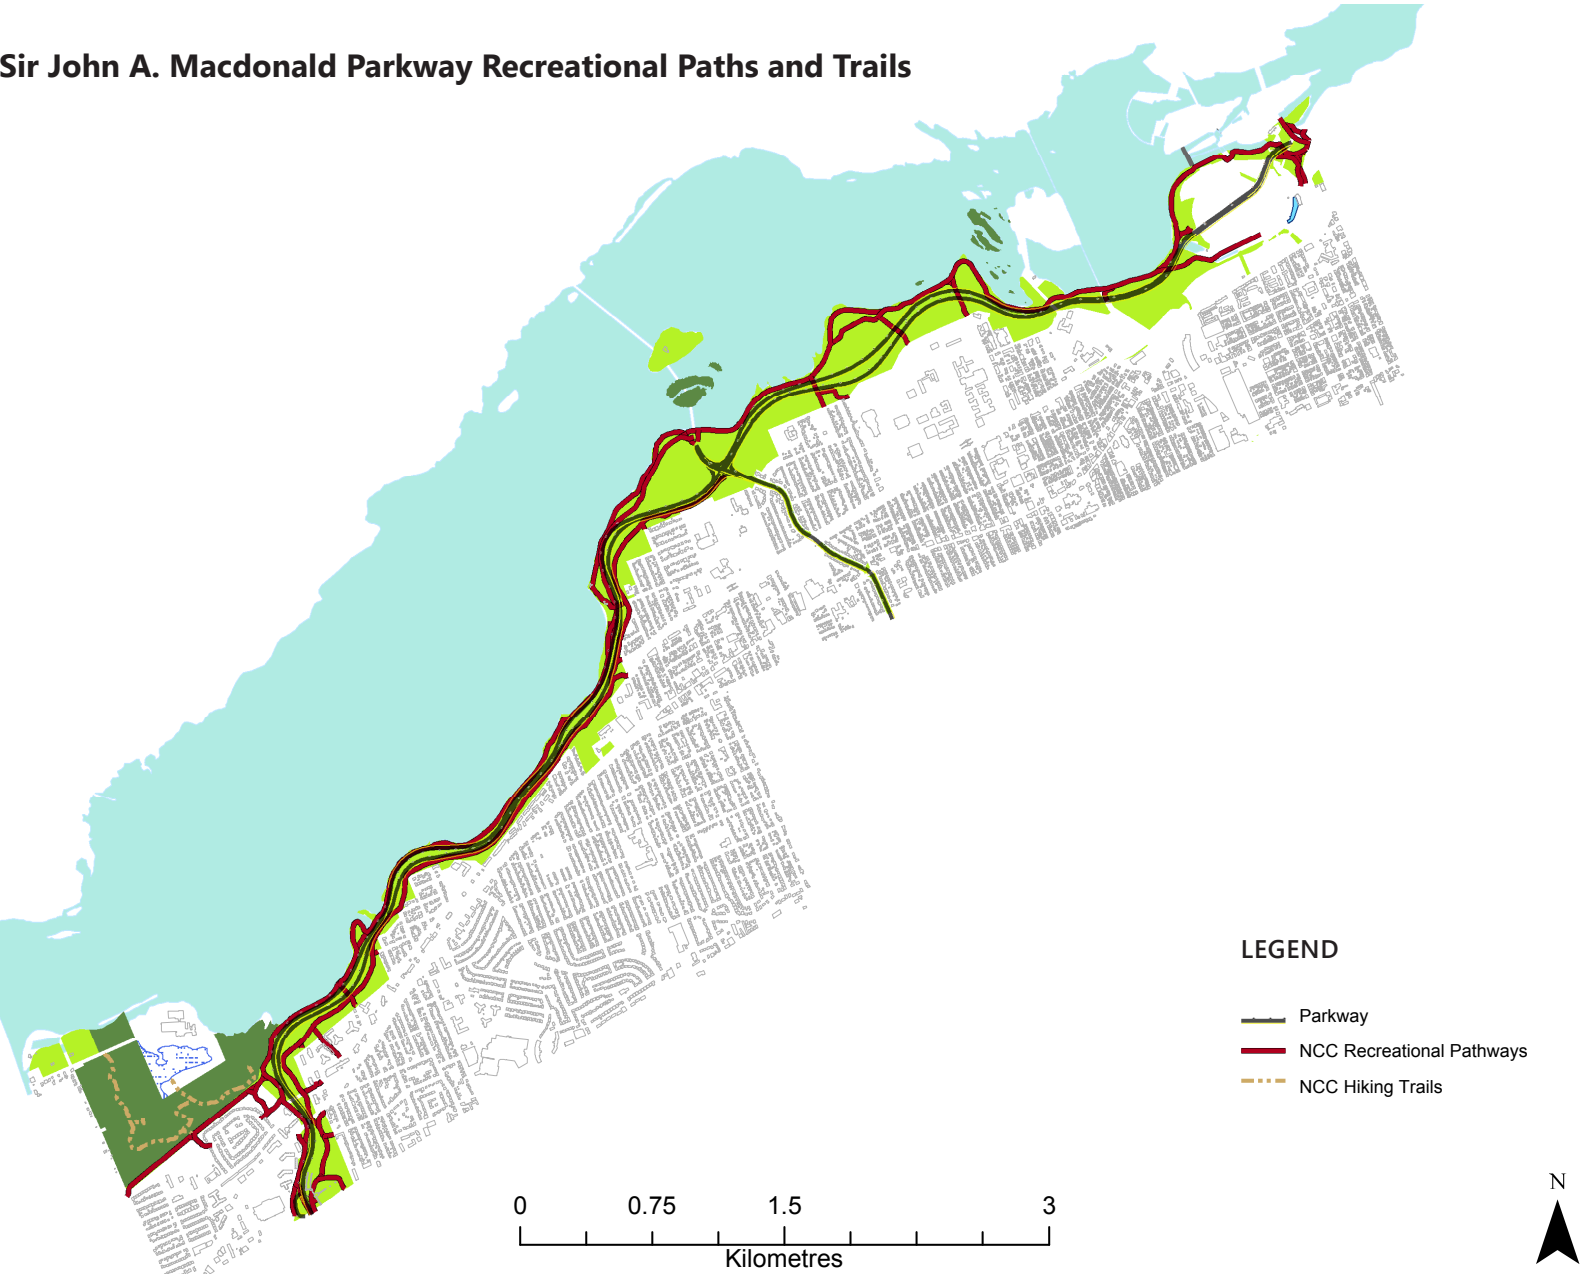 Sir John A. Macdonald Parkway Recreational Paths and Trails
LEGEND
Parkway
NCC Recreational Pathways
NCC Hiking Trails
N
0 0.75 1.5 3
Kilometres